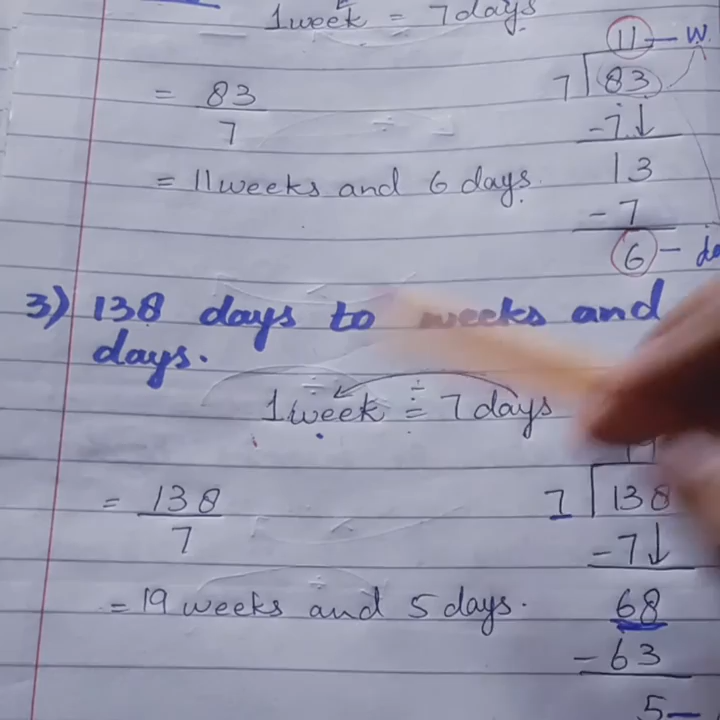 1 week = 7 days
= 83/7
= 11 weeks and 6 days.
11 — W.
7 83
-7↓
13
-7
6 -
3) 138 days to weeks and
days.
1 week = 7 days
= 138/7
= 19 weeks and 5 days.
19
7 138
-7↓
68
-63
5 —